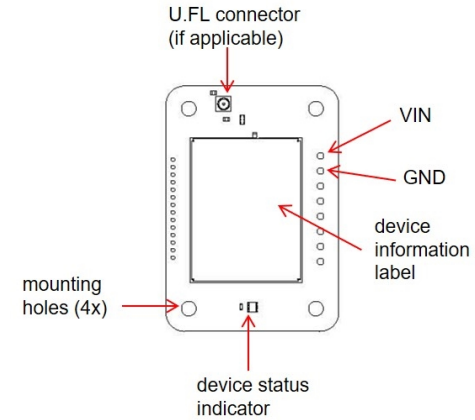 U.FL connector
(if applicable)
VIN
GND
device
information
label
mounting
holes (4x)
device status
indicator